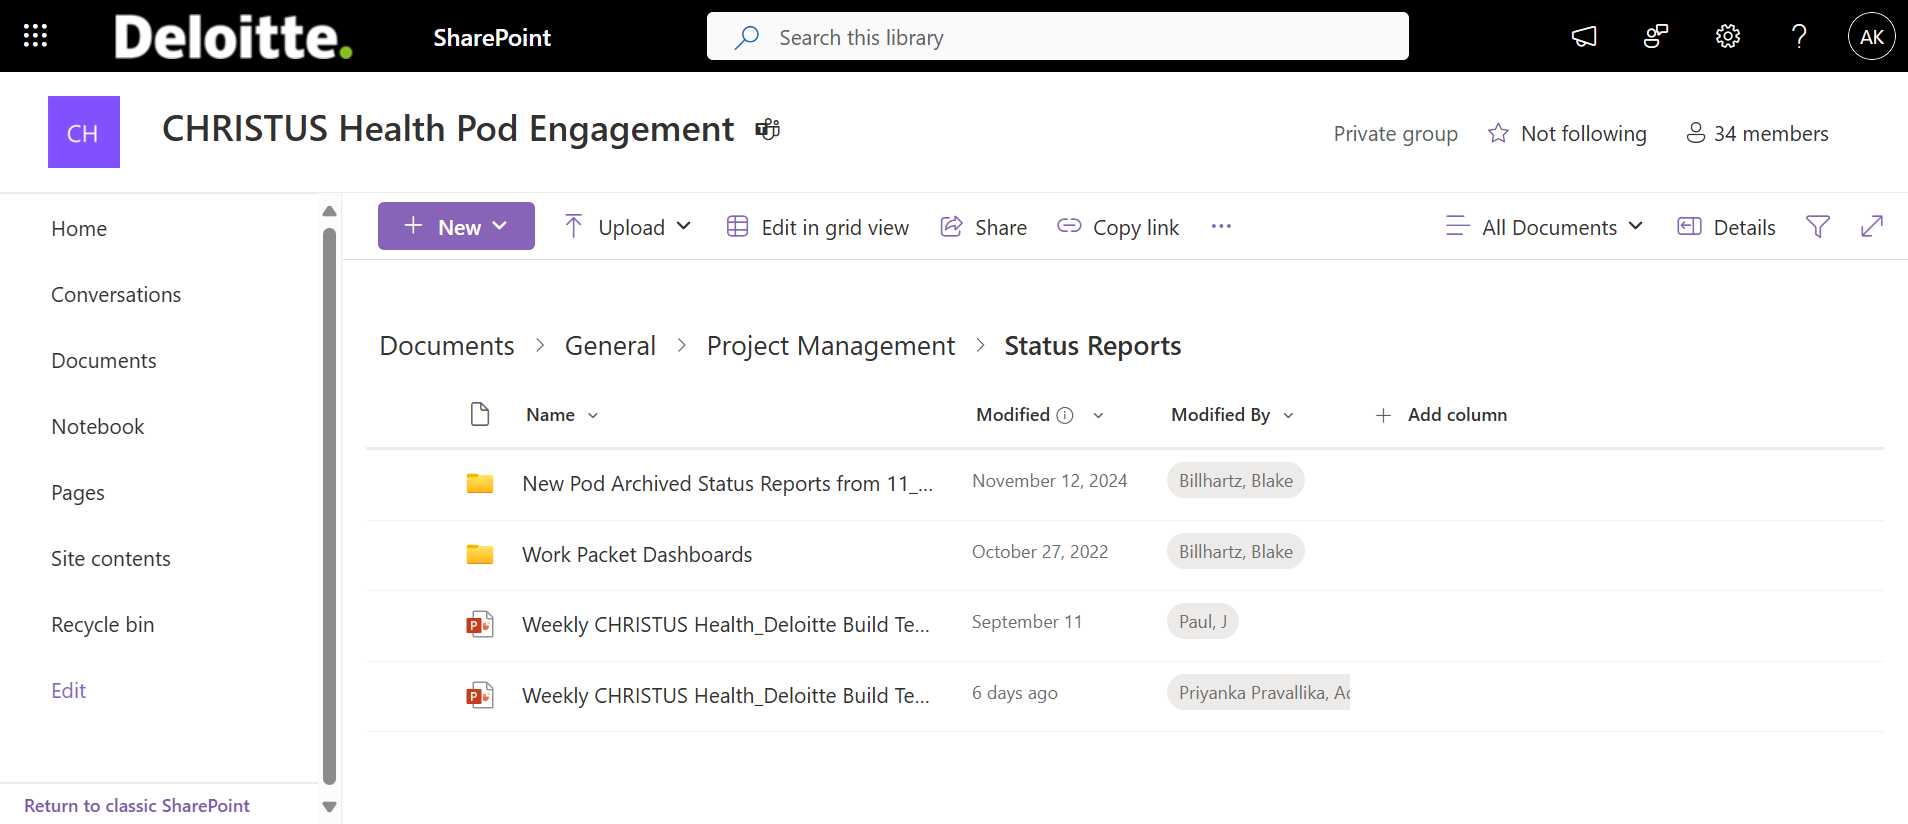 Deloitte.
SharePoint
Search this library
AK
CH
CHRISTUS Health Pod Engagement
Private group
Not following
34 members
Home
Conversations
Documents
Notebook
Pages
Site contents
Recycle bin
Edit
Return to classic SharePoint
New
Upload
Edit in grid view
Share
Copy link
...
All Documents
Details
Documents > General > Project Management > Status Reports
Name Modified Modified By + Add column
New Pod Archived Status Reports from 11_... November 12, 2024 Billhartz, Blake
Work Packet Dashboards October 27, 2022 Billhartz, Blake
Weekly CHRISTUS Health_Deloitte Build Te... September 11 Paul, J
Weekly CHRISTUS Health_Deloitte Build Te... 6 days ago Priyanka Pravallika,